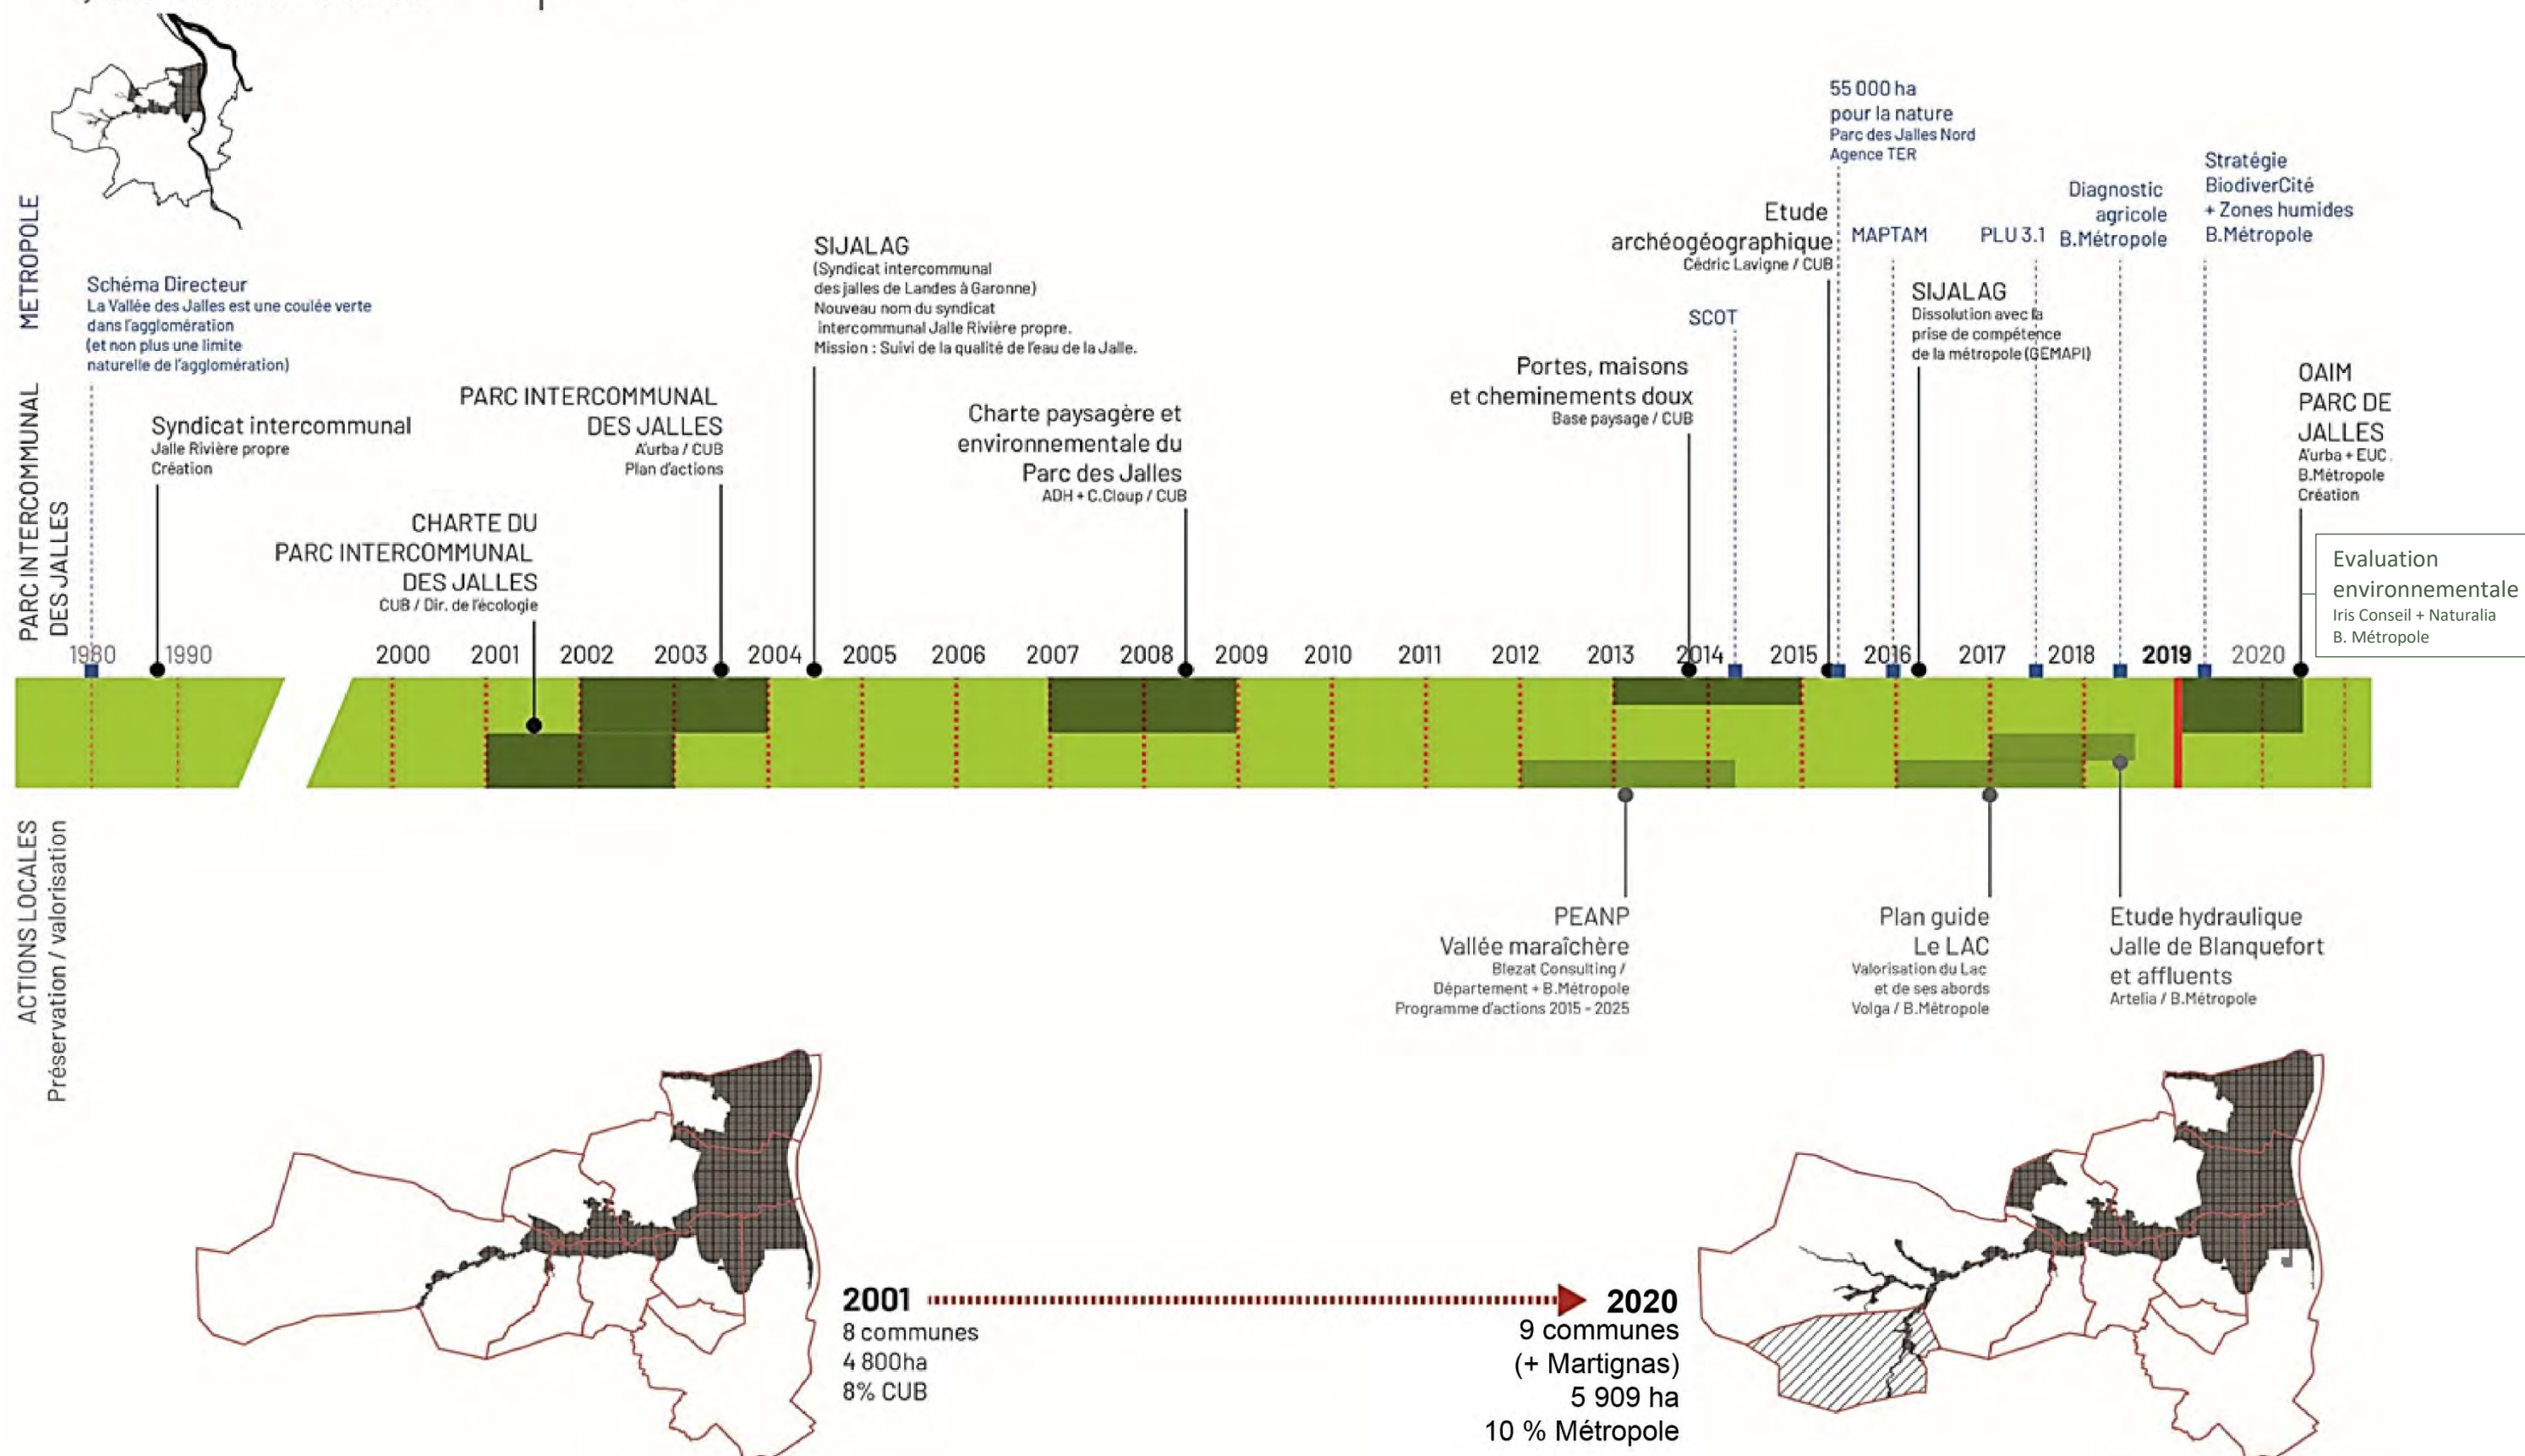 METROPOLE
PARC INTERCOMMUNAL
DES JALLES
ACTIONS LOCALES
Préservation / valorisation
Schéma Directeur
La Vallée des Jalles est une coulée verte
dans l'agglomération
(et non plus une limite
naturelle de l'agglomération)
Syndicat intercommunal
Jalle Rivière propre
Création
CHARTE DU
PARC INTERCOMMUNAL
DES JALLES
CUB / Dir. de l'écologie
PARC INTERCOMMUNAL
DES JALLES
A'urba / CUB
Plan d'actions
SIJALAG
(Syndicat intercommunal
des jalles de Landes à Garonne)
Nouveau nom du syndicat
intercommunal Jalle Rivière propre.
Mission : Suivi de la qualité de l'eau de la Jalle.
Charte paysagère et
environnementale du
Parc des Jalles
ADH + C.Cloup / CUB
Portes, maisons
et cheminements doux
Base paysage / CUB
SCOT
Etude
archéogéographique
Cédric Lavigne / CUB
55 000 ha
pour la nature
Parc des Jalles Nord
Agence TER
MAPTAM
SIJALAG
Dissolution avec la
prise de compétence
de la métropole (GEMAPI)
PLU 3.1
Diagnostic
agricole
B.Métropole
Stratégie
BiodiverCité
+ Zones humides
B.Métropole
OAIM
PARC DE
JALLES
A'urba + EUC.
B.Métropole
Création
Evaluation
environnementale
Iris Conseil + Naturalia
B. Métropole
1980 1990 2000 2001 2002 2003 2004 2005 2006 2007 2008 2009 2010 2011 2012 2013 2014 2015 2016 2017 2018 2019 2020
PEANP
Vallée maraîchère
Blezat Consulting /
Département + B.Métropole
Programme d'actions 2015 - 2025
Plan guide
Le LAC
Valorisation du Lac
et de ses abords
Volga / B.Métropole
Etude hydraulique
Jalle de Blanquefort
et affluents
Artelia / B.Métropole
2001
8 communes
4 800ha
8% CUB
2020
9 communes
(+ Martignas)
5 909 ha
10 % Métropole